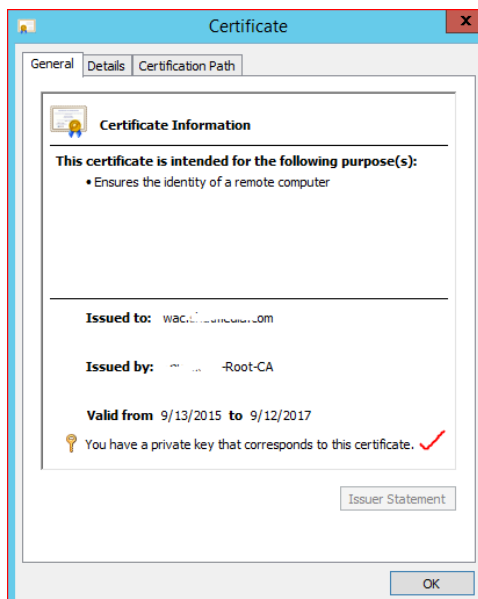 Certificate
x
General Details Certification Path
Certificate Information
This certificate is intended for the following purpose(s):
• Ensures the identity of a remote computer
Issued to: wac. .com
Issued by: -Root-CA
Valid from 9/13/2015 to 9/12/2017
You have a private key that corresponds to this certificate.
Issuer Statement
OK